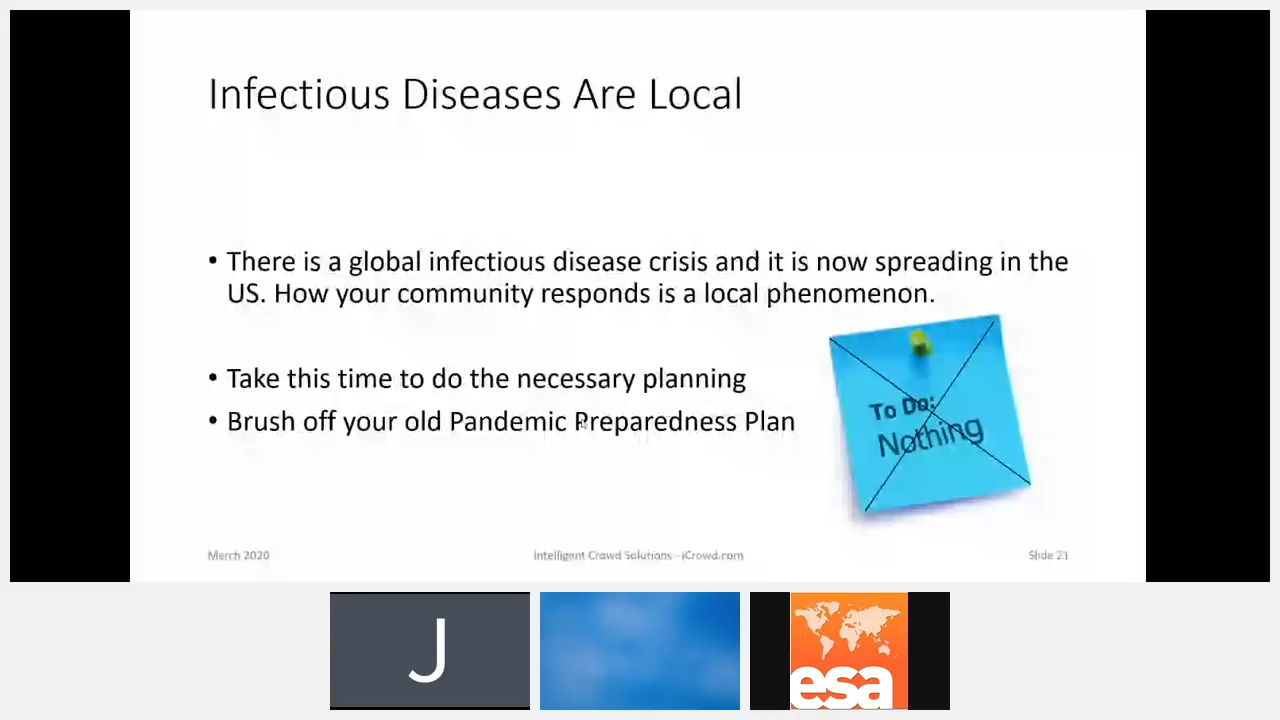 Infectious Diseases Are Local
• There is a global infectious disease crisis and it is now spreading in the
US. How your community responds is a local phenomenon.
• Take this time to do the necessary planning
• Brush off your old Pandemic Preparedness Plan
To Do:
Nothing
March 2020
Intelligent Crowd Solutions - iCrowd.com
Slide 21
J
esa